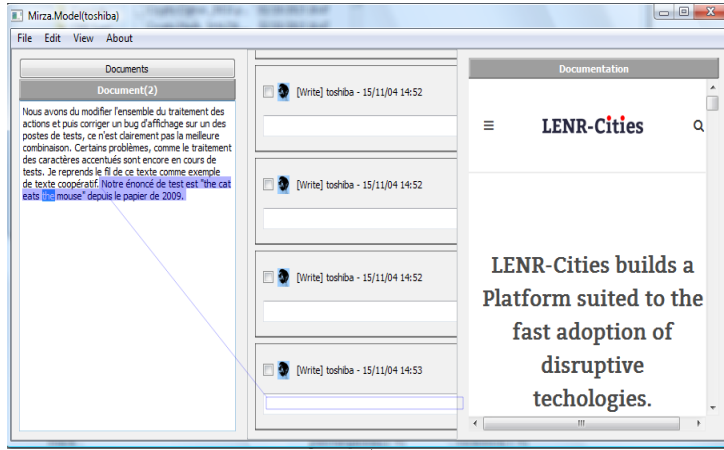 Mirza.Model(toshiba)
File Edit View About
Documents
Document(2)
Nous avons du modifier l'ensemble du traitement des
actions et puis corriger un bug d'affichage sur un des
postes de tests, ce n'est clairement pas la meilleure
combinaison. Certains problèmes, comme le traitement
des caractères accentués sont encore en cours de
tests. Je reprends le fil de ce texte comme exemple
de texte coopératif. Notre énoncé de test est "the cat
eats the mouse" depuis le papier de 2009.
[Write] toshiba - 15/11/04 14:52
[Write] toshiba - 15/11/04 14:52
[Write] toshiba - 15/11/04 14:52
[Write] toshiba - 15/11/04 14:53
Documentation
LENR-Cities
LENR-Cities builds a
Platform suited to the
fast adoption of
disruptive
techologies.